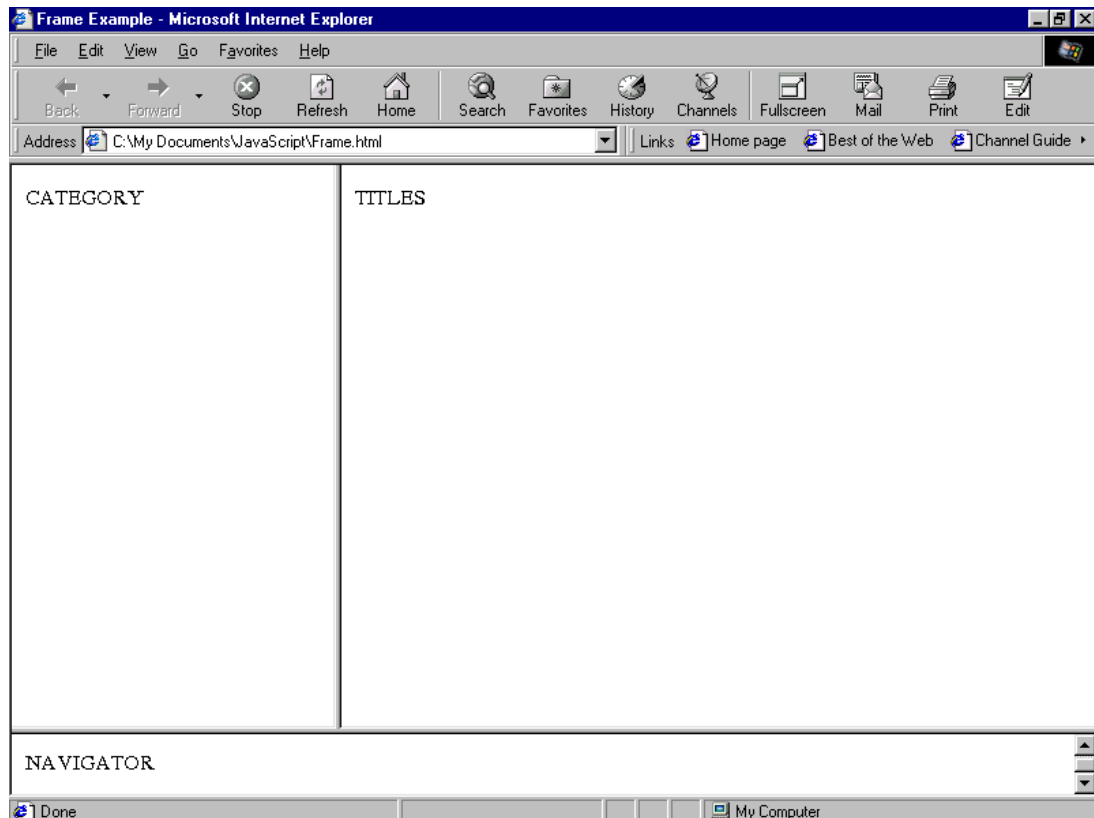 Frame Example - Microsoft Internet Explorer
File Edit View Go Favorites Help
Back Forward Stop Refresh Home Search Favorites History Channels Fullscreen Mail Print Edit
Address C:\My Documents\JavaScript\Frame.html Links Home page Best of the Web Channel Guide
CATEGORY TITLES
NAVIGATOR
Done My Computer